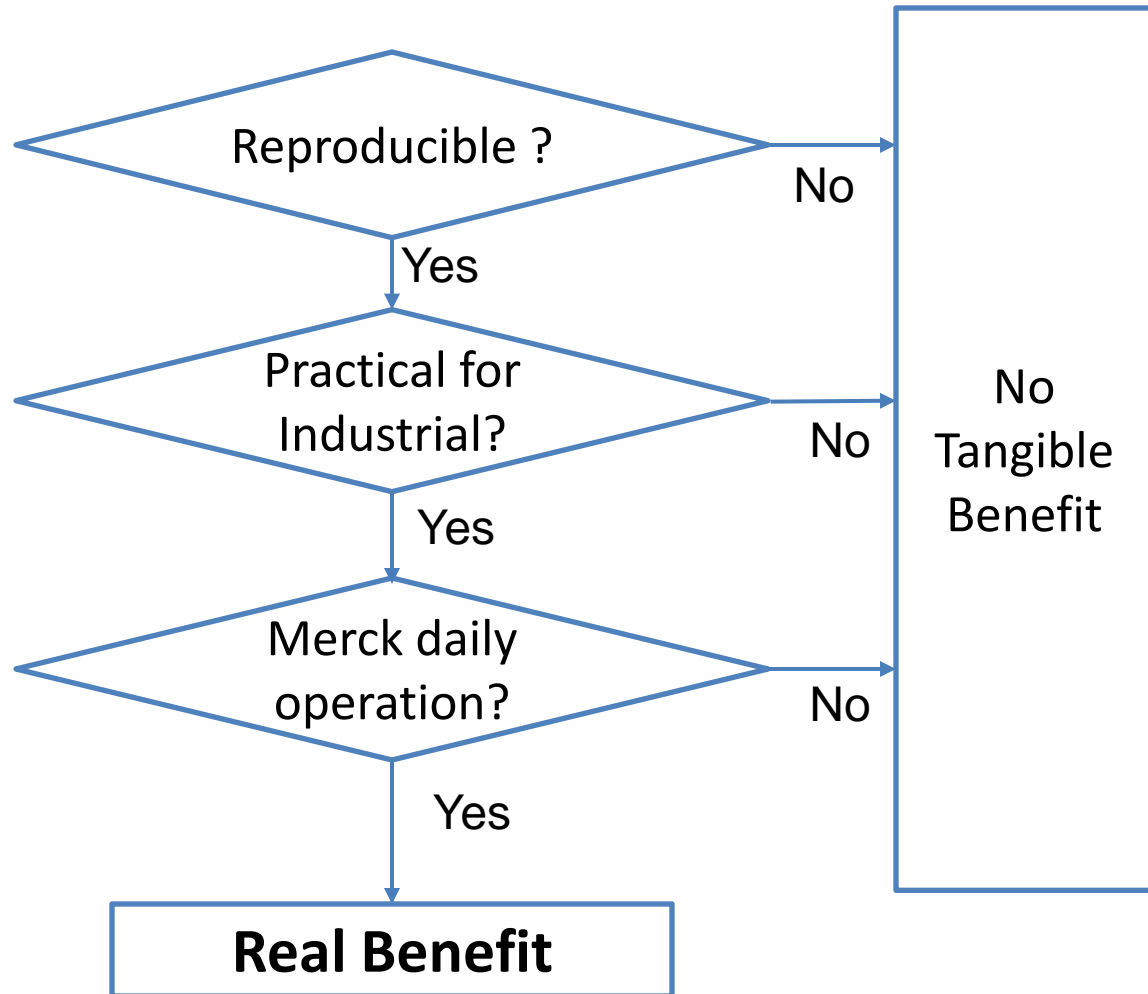 Reproducible ?
No
Yes
Practical for
Industrial?
No
Yes
Merck daily
operation?
No
Yes
Real Benefit
No
Tangible
Benefit